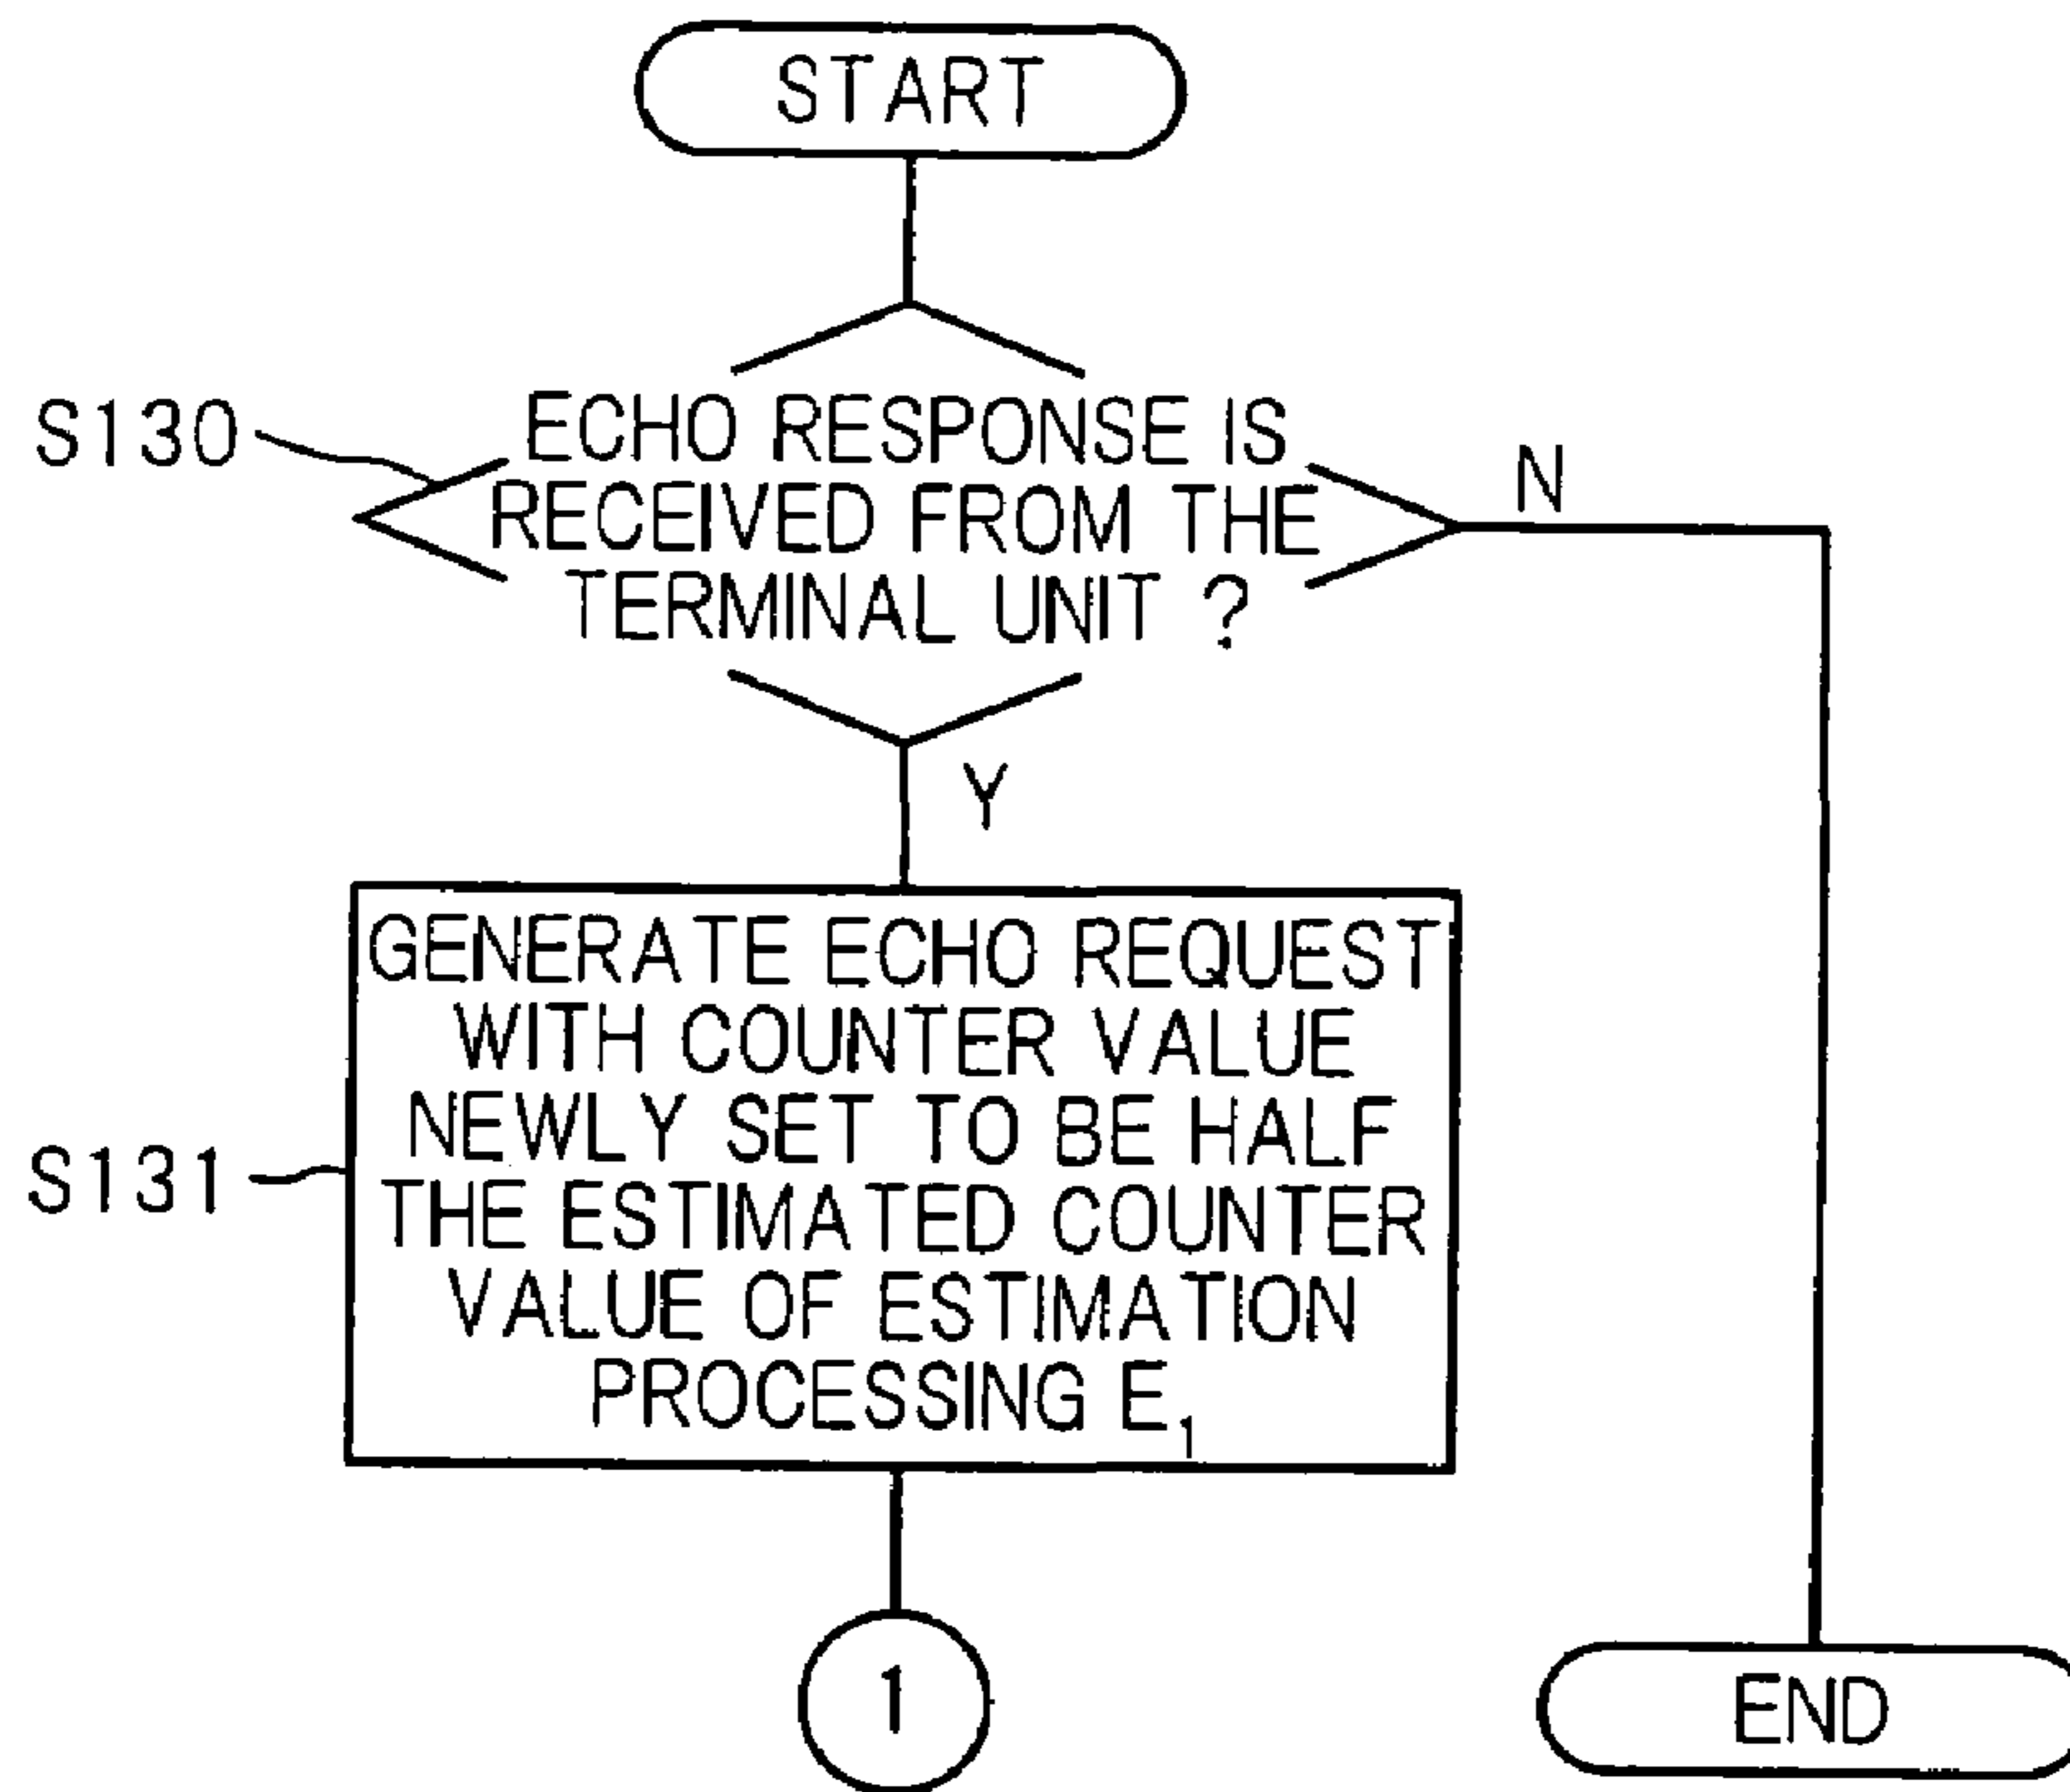 START
S130
ECHO RESPONSE IS
RECEIVED FROM THE
TERMINAL UNIT ?
N
Y
GENERATE ECHO REQUEST
WITH COUNTER VALUE
NEWLY SET TO BE HALF
THE ESTIMATED COUNTER
VALUE OF ESTIMATION
PROCESSING E₁
S131
1
END